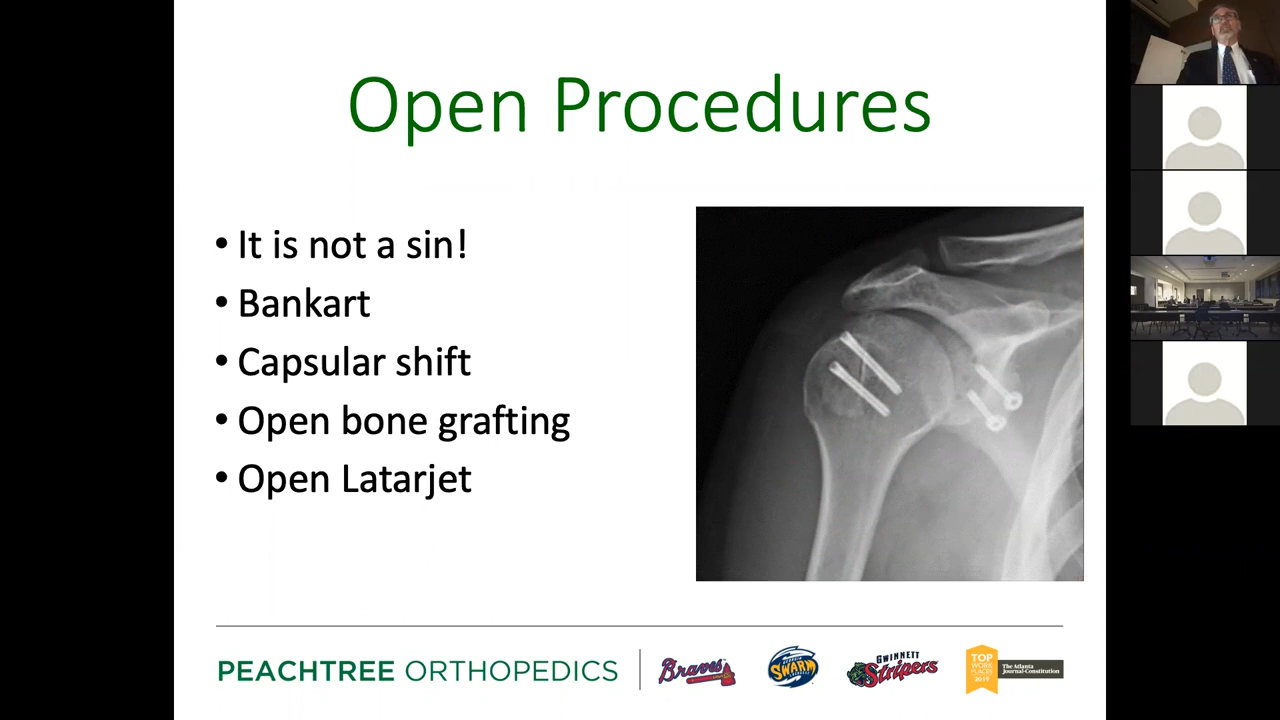 Open Procedures
• It is not a sin!
• Bankart
• Capsular shift
• Open bone grafting
• Open Latarjet
PEACHTREE ORTHOPEDICS
Braves
SWARM
GWINNETT
Stripers
TOP
WORK
PLACES
2019
The Atlanta
Journal-Constitution